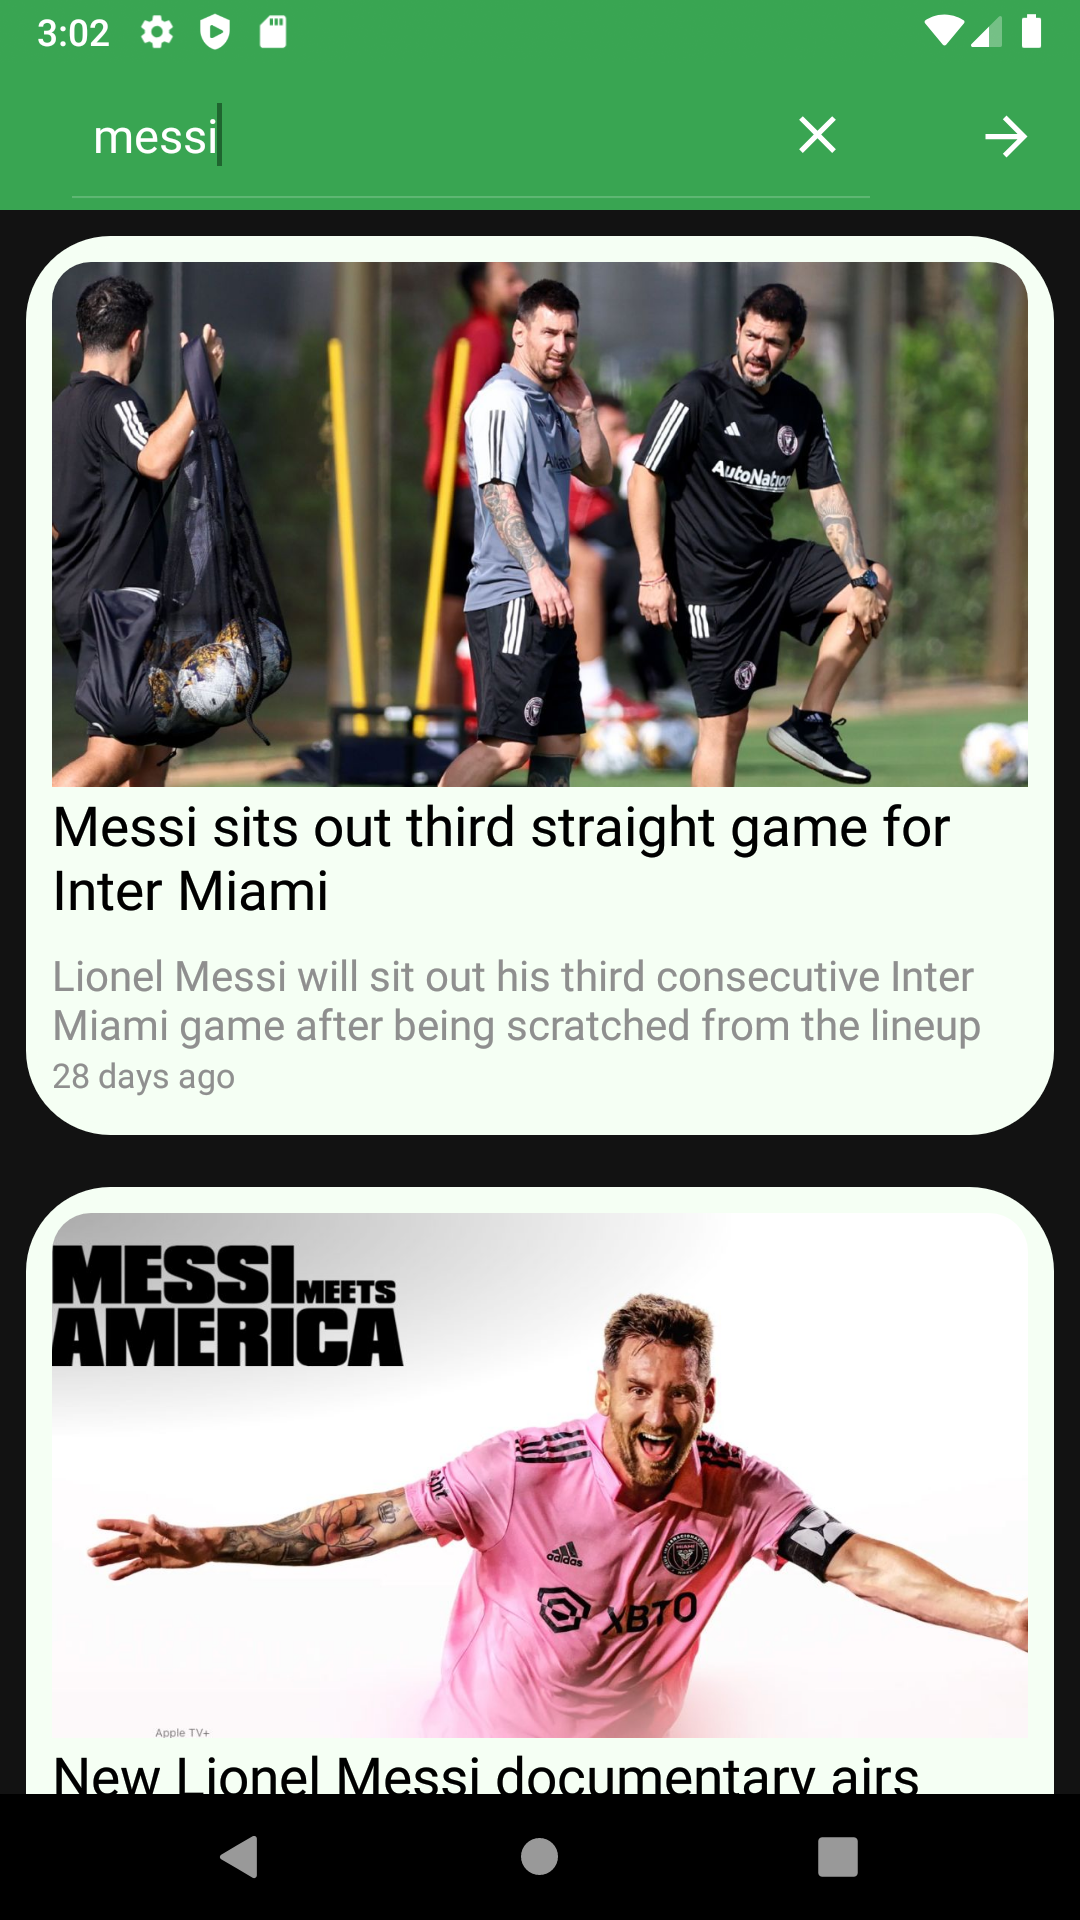 3:02
messi
AutoNation
Messi sits out third straight game for
Inter Miami
Lionel Messi will sit out his third consecutive Inter
Miami game after being scratched from the lineup
28 days ago
MESSI MEETS
AMERICA
adidas
XBTO
Apple TV+
New Lionel Messi documentary airs